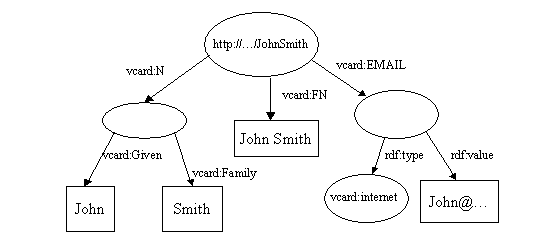 http://.../JohnSmith
vcard:N
vcard:EMAIL
vcard:FN
John Smith
vcard:Given
vcard:Family
rdf:type
rdf:value
vcard:internet
John
Smith
John@...